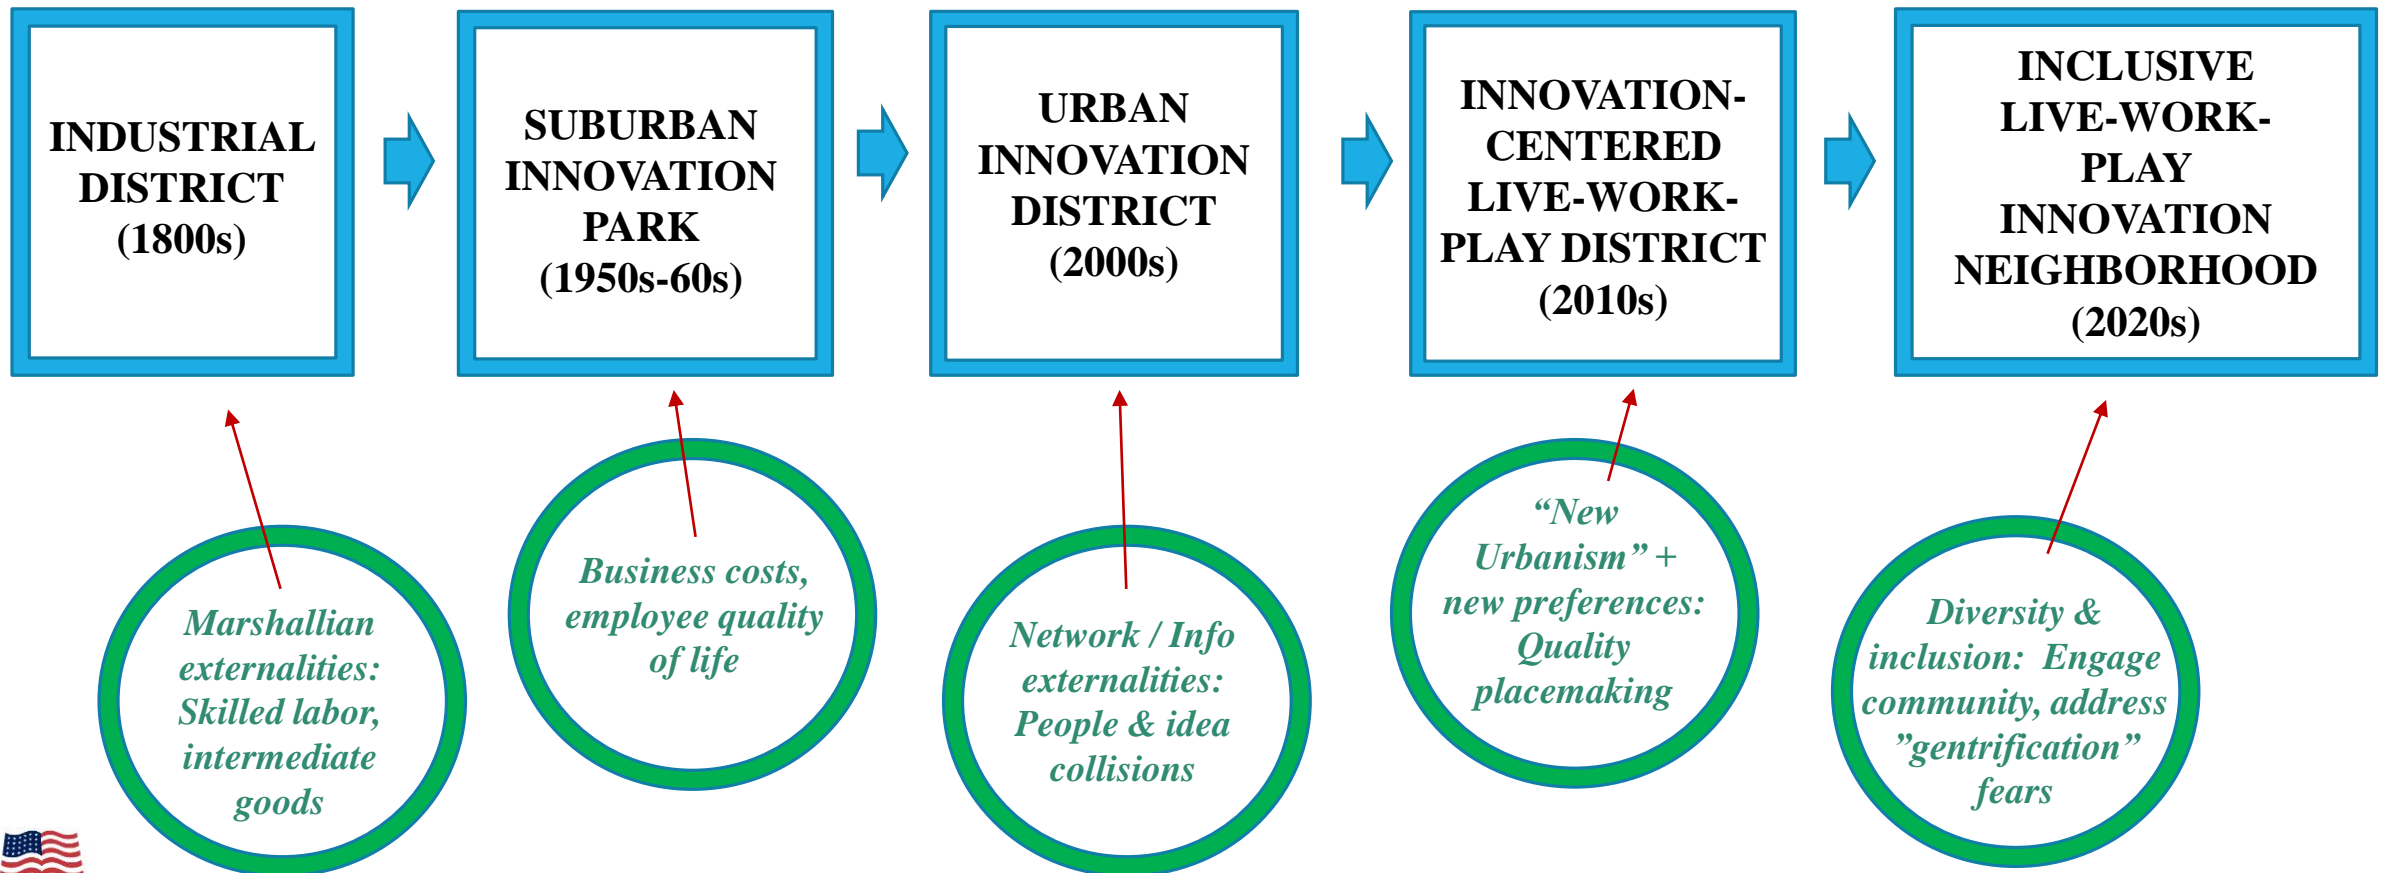 INDUSTRIAL
DISTRICT
(1800s)
SUBURBAN
INNOVATION
PARK
(1950s-60s)
URBAN
INNOVATION
DISTRICT
(2000s)
INNOVATION-
CENTERED
LIVE-WORK-
PLAY DISTRICT
(2010s)
INCLUSIVE
LIVE-WORK-
PLAY
INNOVATION
NEIGHBORHOOD
(2020s)
Marshallian
externalities:
Skilled labor,
intermediate
goods
Business costs,
employee quality
of life
Network / Info
externalities:
People & idea
collisions
“New
Urbanism” +
new preferences:
Quality
placemaking
Diversity &
inclusion:  Engage
community, address
”gentrification”
fears